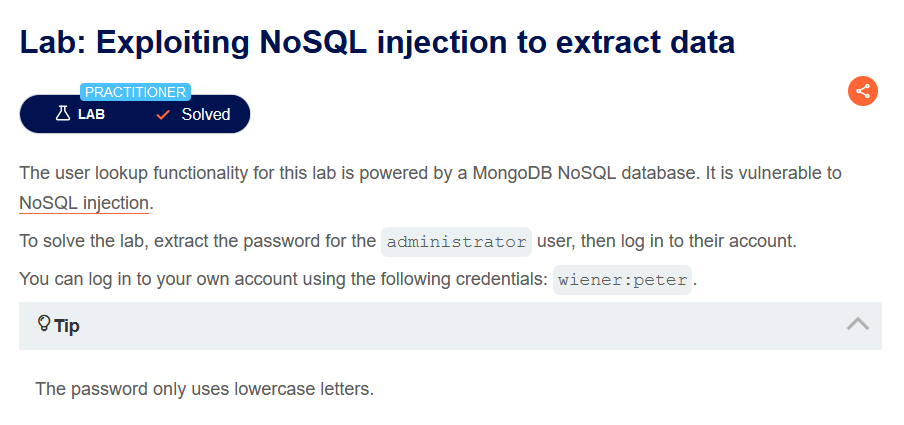 Lab: Exploiting NoSQL injection to extract data
PRACTITIONER
LAB Solved
The user lookup functionality for this lab is powered by a MongoDB NoSQL database. It is vulnerable to
NoSQL injection.
To solve the lab, extract the password for the administrator user, then log in to their account.
You can log in to your own account using the following credentials: wiener:peter.
Tip
The password only uses lowercase letters.